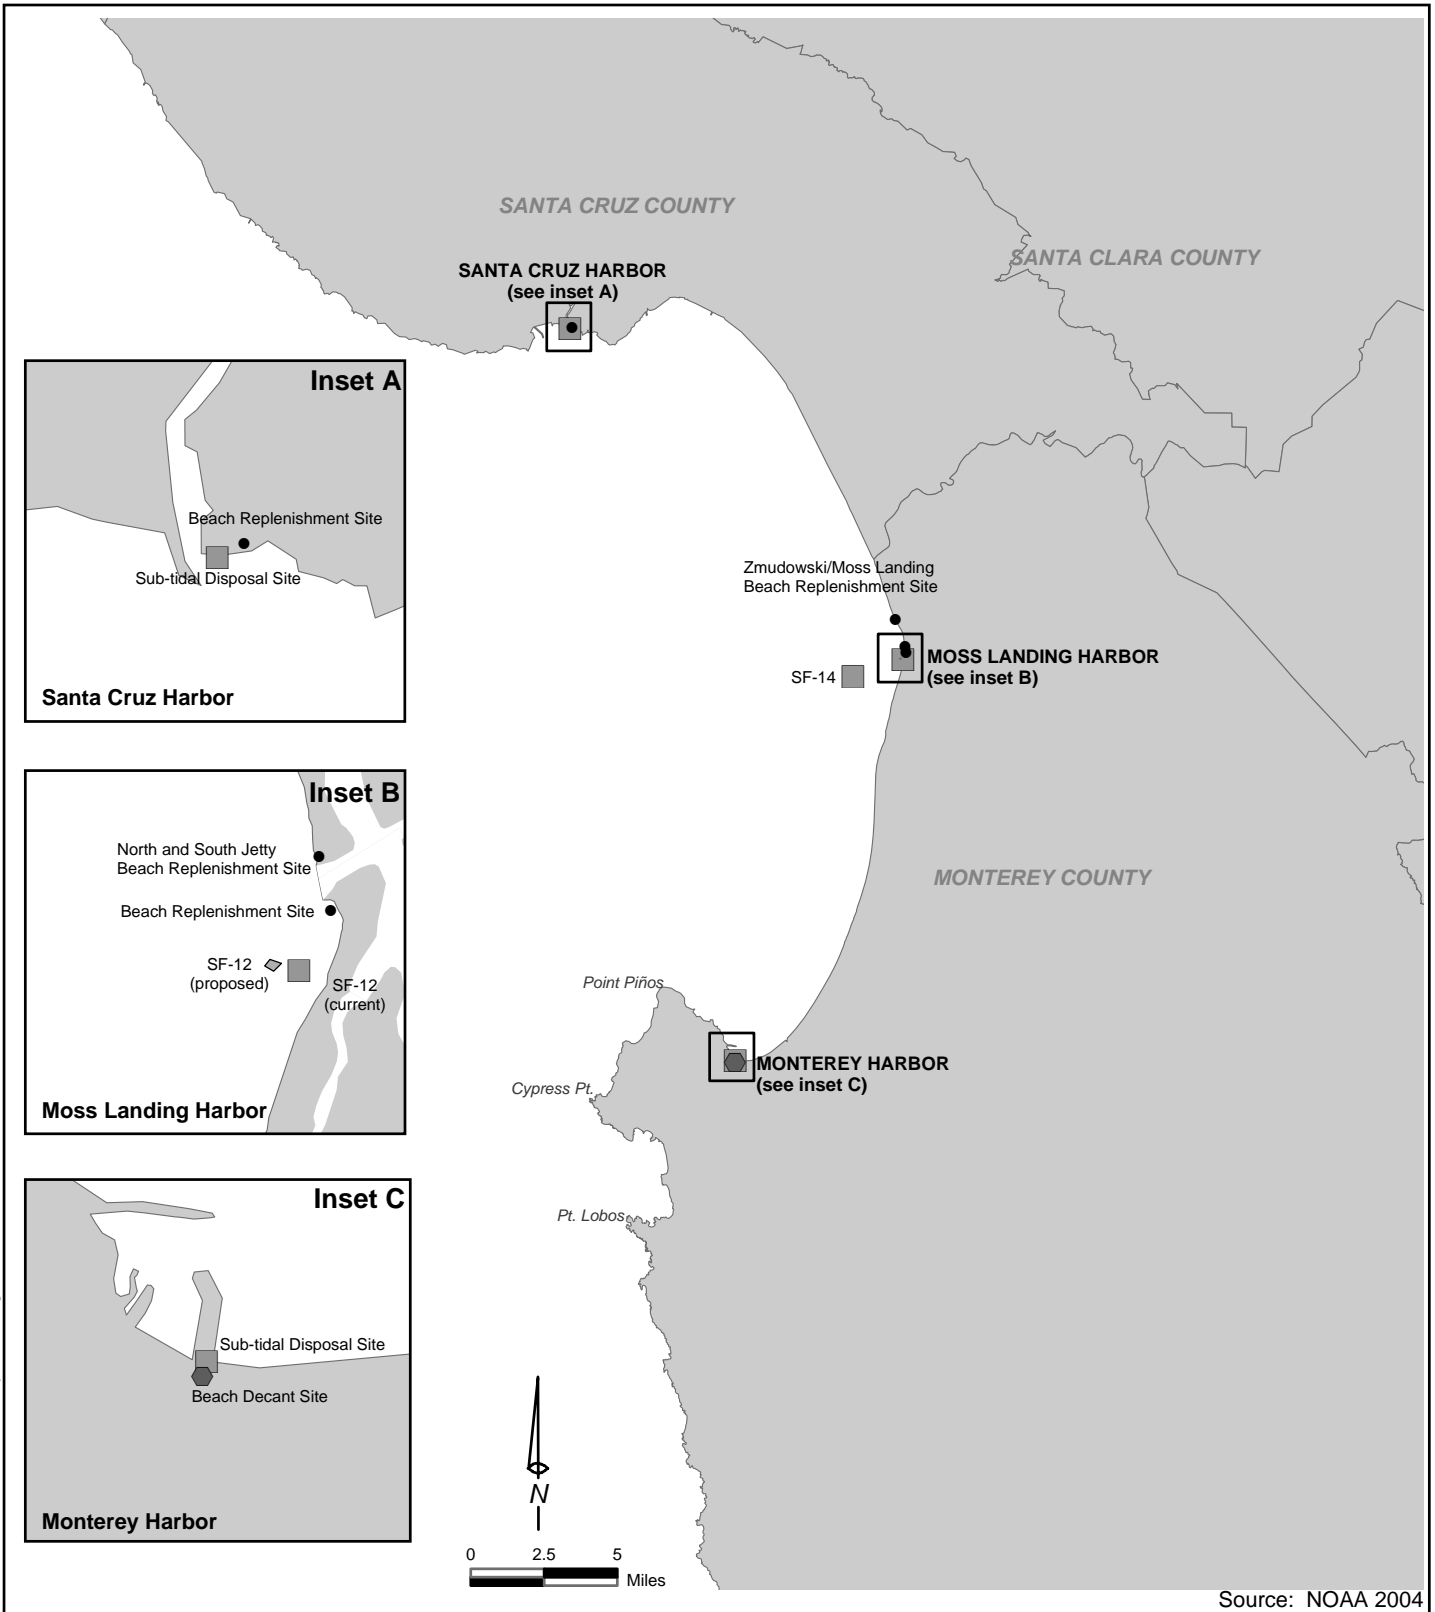 SANTA CRUZ COUNTY
SANTA CLARA COUNTY
SANTA CRUZ HARBOR
(see inset A)
Inset A
Beach Replenishment Site
Sub-tidal Disposal Site
Santa Cruz Harbor
Zmudowski/Moss Landing
Beach Replenishment Site
MOSS LANDING HARBOR
(see inset B)
SF-14
Inset B
North and South Jetty
Beach Replenishment Site
Beach Replenishment Site
SF-12
(proposed)
SF-12
(current)
Moss Landing Harbor
MONTEREY COUNTY
Point Piños
MONTEREY HARBOR
(see inset C)
Cypress Pt.
Pt. Lobos
Inset C
Sub-tidal Disposal Site
Beach Decant Site
Monterey Harbor
N
0 2.5 5
Miles
Source: NOAA 2004